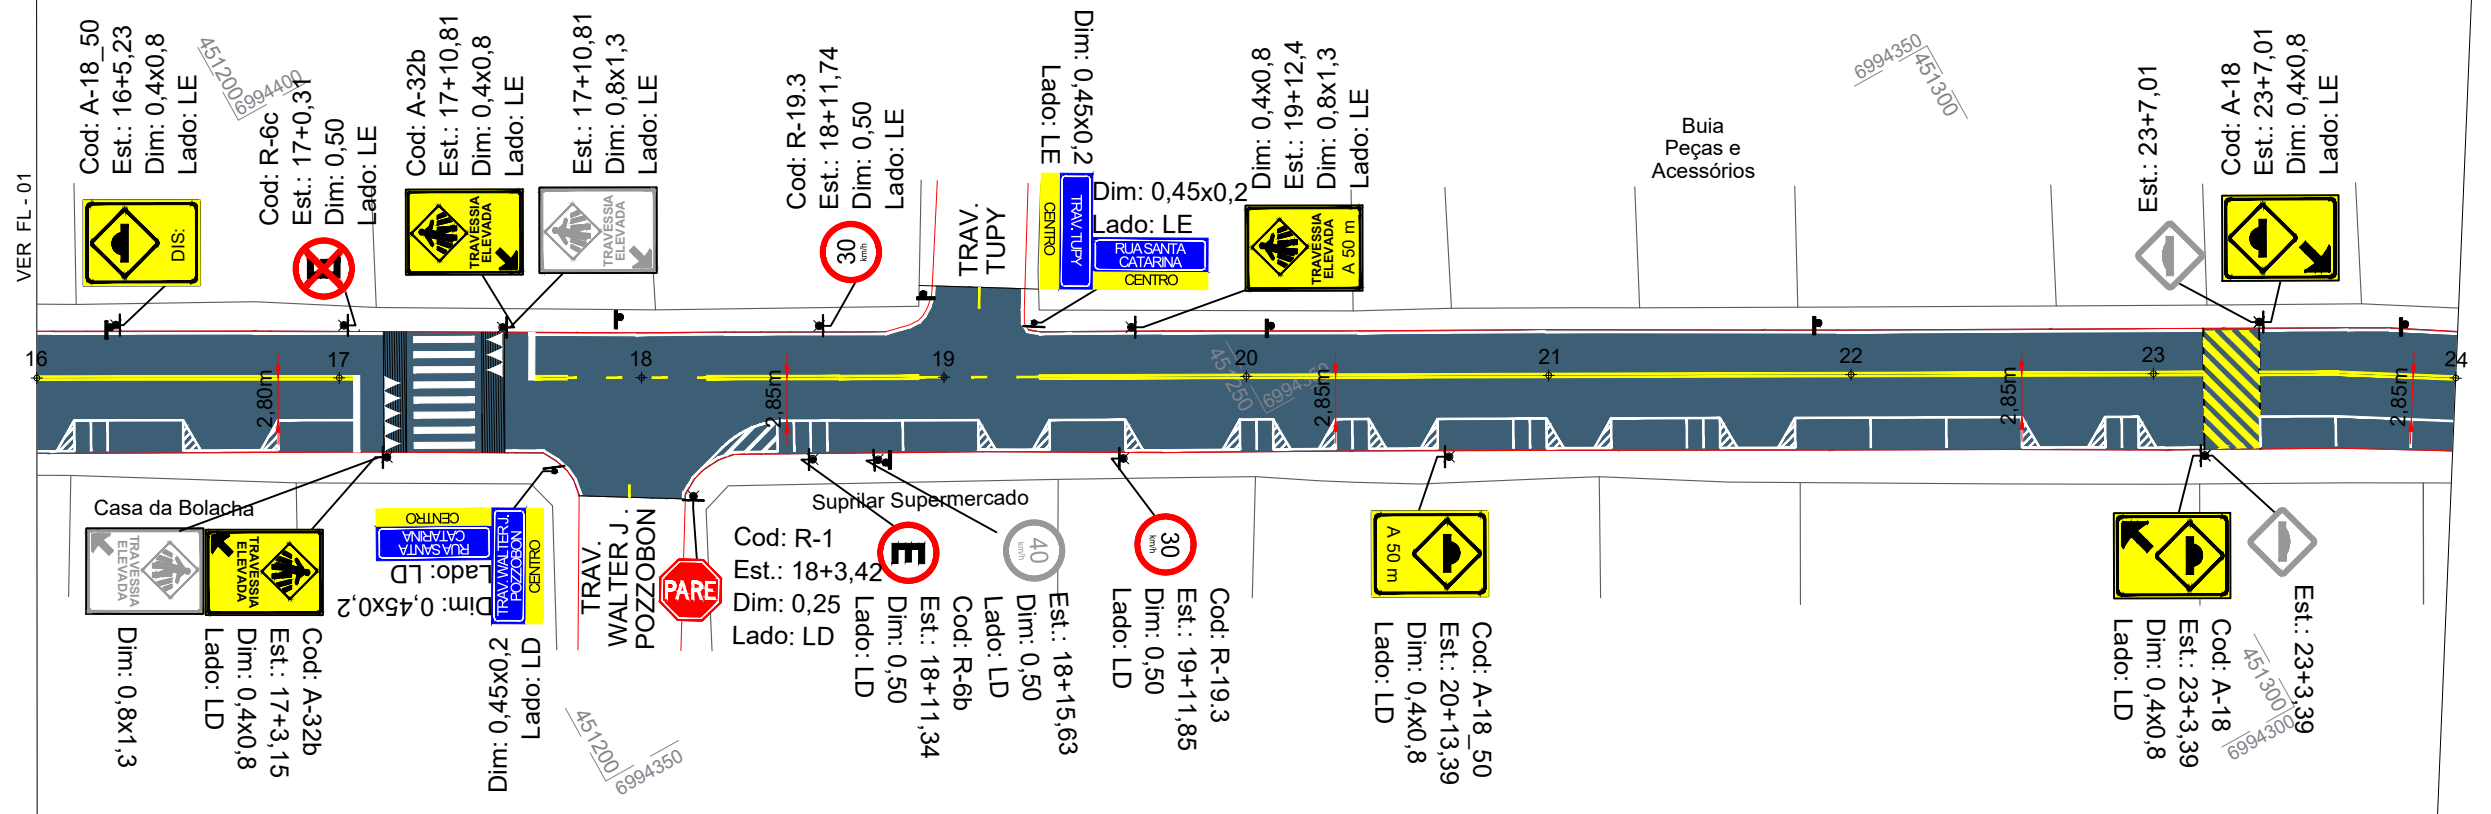 VER FL - 01
Cod: A-18_50
Est.: 16+5,23
Dim: 0,4x0,8
Lado: LE
DIS:
451200
6994400
Cod: R-6c
Est.: 17+0,31
Dim: 0,50
Lado: LE
Cod: A-32b
Est.: 17+10,81
Dim: 0,4x0,8
Lado: LE
TRAVESSIA
ELEVADA
Est.: 17+10,81
Dim: 0,8x1,3
Lado: LE
TRAVESSIA
ELEVADA
Cod: R-19.3
Est.: 18+11,74
Dim: 0,50
Lado: LE
30
km/h
TRAV.
TUPY
Lado: LE
Dim: 0,45x0,2
CENTRO
TRAV. TUPY
Dim: 0,45x0,2
Lado: LE
RUA SANTA
CATARINA
CENTRO
Dim: 0,4x0,8
Est.: 19+12,4
Dim: 0,8x1,3
Lado: LE
TRAVESSIA
ELEVADA
A 50 m
Buia
Peças e
Acessórios
6994350
451300
Est.: 23+7,01
Cod: A-18
Est.: 23+7,01
Dim: 0,4x0,8
Lado: LE
16
17
18
19
20
21
22
23
24
2,80m
2,85m
2,85m
2,85m
2,85m
451250
6994350
Casa da Bolacha
TRAVESSIA
ELEVADA
Dim: 0,8x1,3
TRAVESSIA
ELEVADA
Cod: A-32b
Est.: 17+3,15
Dim: 0,4x0,8
Lado: LD
RUA SANTA
CATARINA
CENTRO
Dim: 0,45x0,2
Lado: LD
TRAV. WALTER J.
POZZOBON
CENTRO
Dim: 0,45x0,2
Lado: LD
TRAV.
WALTER J.
POZZOBON
451200
6994350
PARE
Cod: R-1
Est.: 18+3,42
Dim: 0,25
Lado: LD
Suprilar Supermercado
E
Cod: R-6b
Est.: 18+11,34
Dim: 0,50
Lado: LD
40
km/h
Est.: 18+15,63
Dim: 0,50
Lado: LD
30
km/h
Cod: R-19.3
Est.: 19+11,85
Dim: 0,50
Lado: LD
A 50 m
Cod: A-18_50
Est.: 20+13,39
Dim: 0,4x0,8
Lado: LD
Cod: A-18
Est.: 23+3,39
Dim: 0,4x0,8
Lado: LD
Est.: 23+3,39
451300
6994300